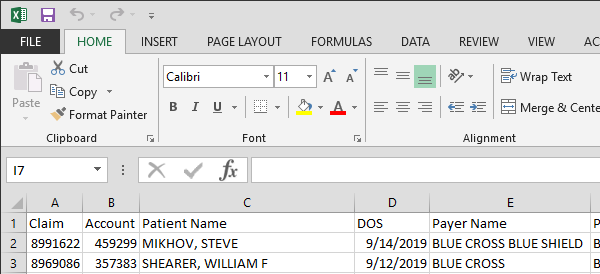 FILE HOME INSERT PAGE LAYOUT FORMULAS DATA REVIEW VIEW AC
Paste
Cut
Copy
Format Painter
Clipboard
Calibri 11 A A
B I U A
Font
Wrap Text
Merge & Cente
Alignment
I7 fx
A B C D E
1 Claim Account Patient Name DOS Payer Name P
2 8991622 459299 MIKHOV, STEVE 9/14/2019 BLUE CROSS BLUE SHIELD B
3 8969086 357383 SHEARER, WILLIAM F 9/12/2019 BLUE CROSS B